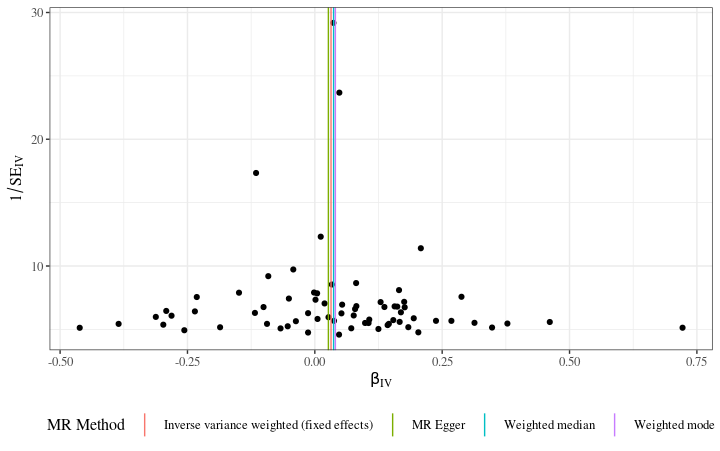 30
20
10
1/SE_IV
-0.50 -0.25 0.00 0.25 0.50 0.75
β_IV
MR Method Inverse variance weighted (fixed effects) MR Egger Weighted median Weighted mode